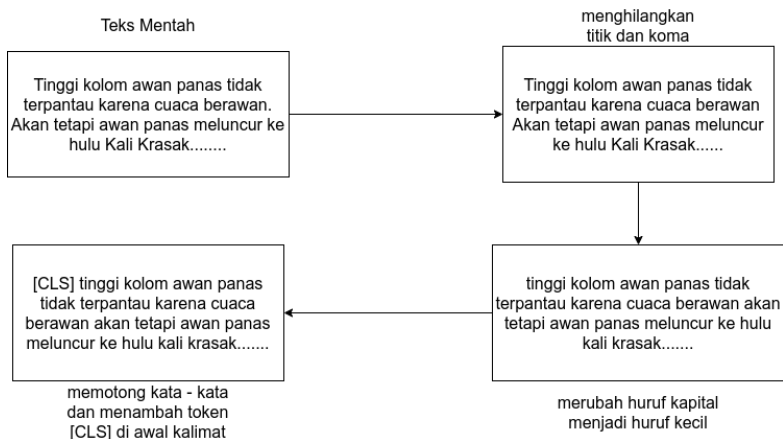 Teks Mentah
Tinggi kolom awan panas tidak
terpantau karena cuaca berawan.
Akan tetapi awan panas meluncur ke
hulu Kali Krasak........
menghilangkan
titik dan koma
Tinggi kolom awan panas tidak
terpantau karena cuaca berawan
Akan tetapi awan panas meluncur
ke hulu Kali Krasak......
tinggi kolom awan panas tidak
terpantau karena cuaca berawan akan
tetapi awan panas meluncur ke hulu
kali krasak.......
merubah huruf kapital
menjadi huruf kecil
[CLS] tinggi kolom awan panas
tidak terpantau karena cuaca
berawan akan tetapi awan panas
meluncur ke hulu kali krasak.......
memotong kata - kata
dan menambah token
[CLS] di awal kalimat